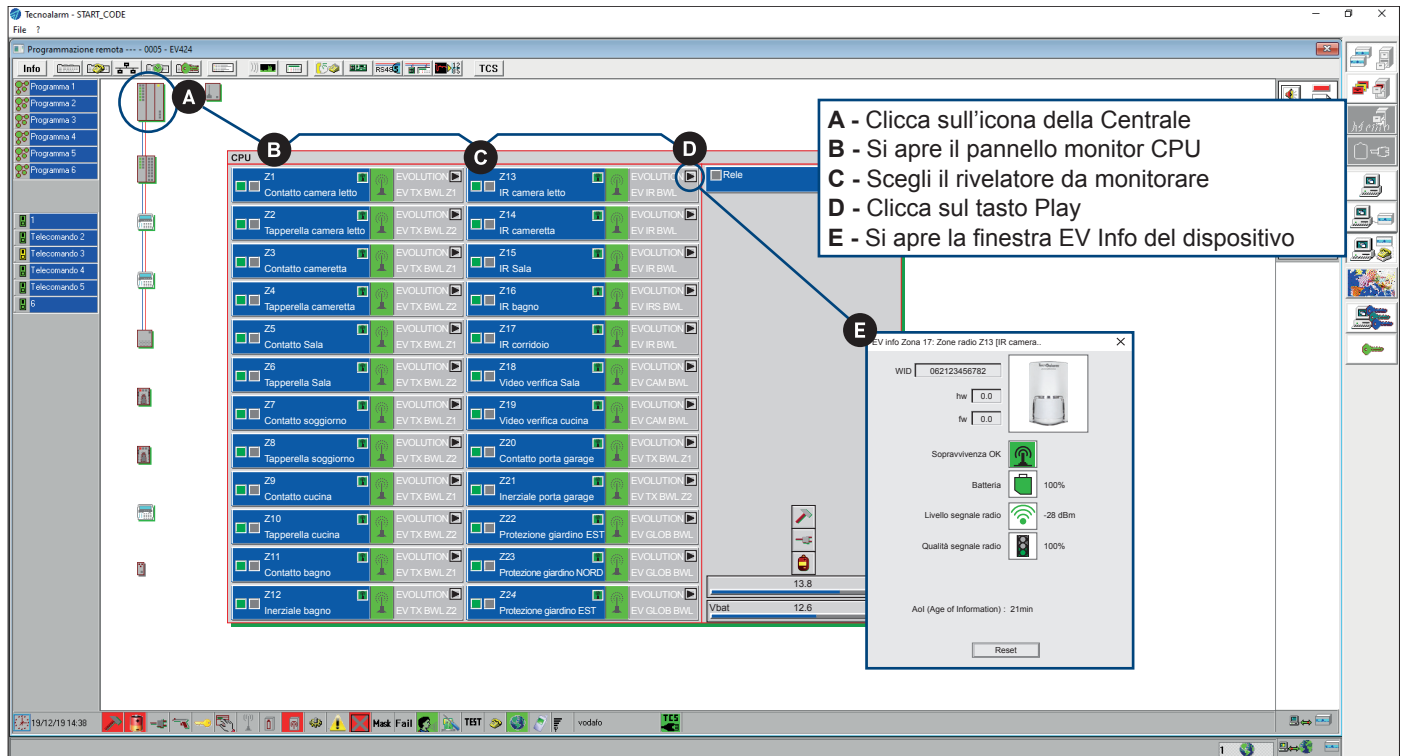 Tecnoalarm - START_CODE
File ?
Programmazione remota --- - 0005 - EV424
Info
RS485
TCS
Programma 1
Programma 2
Programma 3
Programma 4
Programma 5
Programma 6
1
Telecomando 2
Telecomando 3
Telecomando 4
Telecomando 5
6
A
B
C
D
A - Clicca sull’icona della Centrale
B - Si apre il pannello monitor CPU
C - Scegli il rivelatore da monitorare
D - Clicca sul tasto Play
E - Si apre la finestra EV Info del dispositivo
CPU
Z1
Contatto camera letto
EVOLUTION
EV TX BWL Z1
Z2
Tapperella camera letto
EVOLUTION
EV TX BWL Z2
Z3
Contatto cameretta
EVOLUTION
EV TX BWL Z1
Z4
Tapperella cameretta
EVOLUTION
EV TX BWL Z2
Z5
Contatto Sala
EVOLUTION
EV TX BWL Z1
Z6
Tapperella Sala
EVOLUTION
EV TX BWL Z2
Z7
Contatto soggiorno
EVOLUTION
EV TX BWL Z1
Z8
Tapperella soggiorno
EVOLUTION
EV TX BWL Z2
Z9
Contatto cucina
EVOLUTION
EV TX BWL Z1
Z10
Tapperella cucina
EVOLUTION
EV TX BWL Z2
Z11
Contatto bagno
EVOLUTION
EV TX BWL Z1
Z12
Inerziale bagno
EVOLUTION
EV TX BWL Z2
Z13
IR camera letto
EVOLUTION
EV IR BWL
Z14
IR cameretta
EVOLUTION
EV IR BWL
Z15
IR Sala
EVOLUTION
EV IR BWL
Z16
IR bagno
EVOLUTION
EV IRS BWL
Z17
IR corridoio
EVOLUTION
EV IR BWL
Z18
Video verifica Sala
EVOLUTION
EV CAM BWL
Z19
Video verifica cucina
EVOLUTION
EV CAM BWL
Z20
Contatto porta garage
EVOLUTION
EV TX BWL Z1
Z21
Inerziale porta garage
EVOLUTION
EV TX BWL Z2
Z22
Protezione giardino EST
EVOLUTION
EV GLOB BWL
Z23
Protezione giardino NORD
EVOLUTION
EV GLOB BWL
Z24
Protezione giardino EST
EVOLUTION
EV GLOB BWL
Rele
13.8
Vbat 12.6
E
EV info Zona 17: Zone radio Z13 [IR camera..
WID 062123456782
hw 0.0
fw 0.0
Sopravvivenza OK
Batteria 100%
Livello segnale radio -28 dBm
Qualità segnale radio 100%
AoI (Age of Information) : 21min
Reset
Memo
19/12/19 14:38
Mask Fail
TEST
vodafo
TCS
1